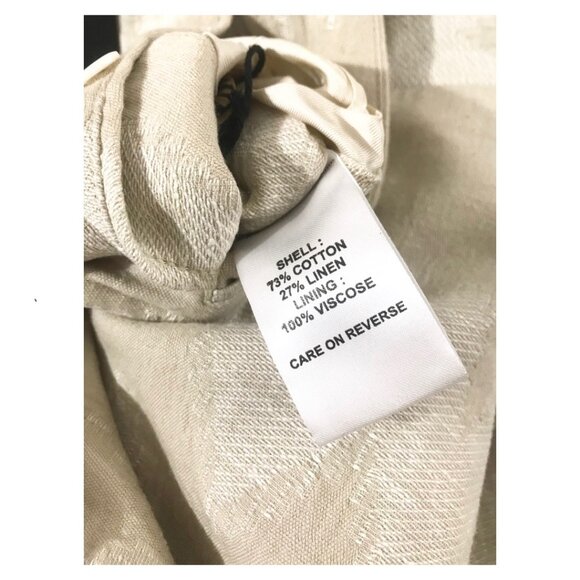 SHELL :
73% COTTON
27% LINEN
LINING :
100% VISCOSE
CARE ON REVERSE